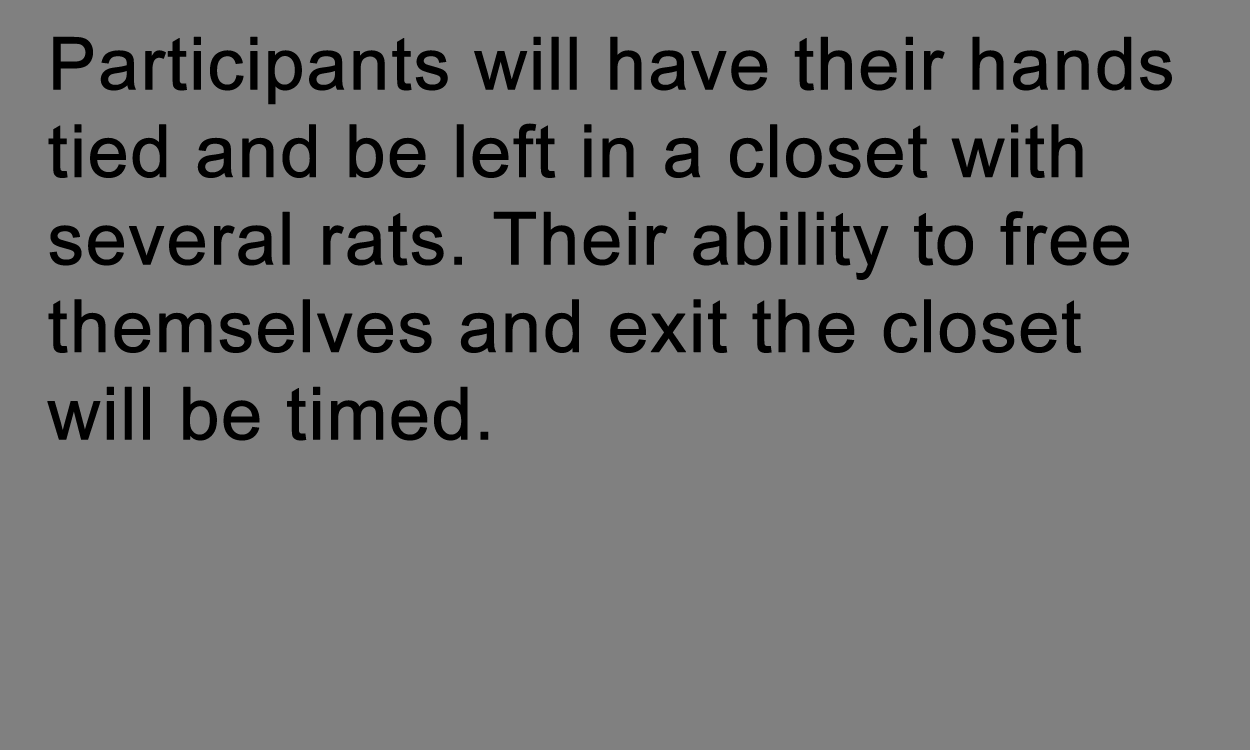 Participants will have their hands
tied and be left in a closet with
several rats. Their ability to free
themselves and exit the closet
will be timed.